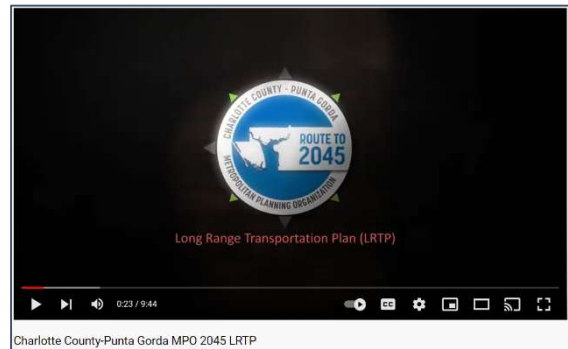 CHARLOTTE COUNTY - PUNTA GORDA
ROUTE TO
2045
METROPOLITAN PLANNING ORGANIZATION
Long Range Transportation Plan (LRTP)
0:23 / 9:44
CC
Charlotte County-Punta Gorda MPO 2045 LRTP